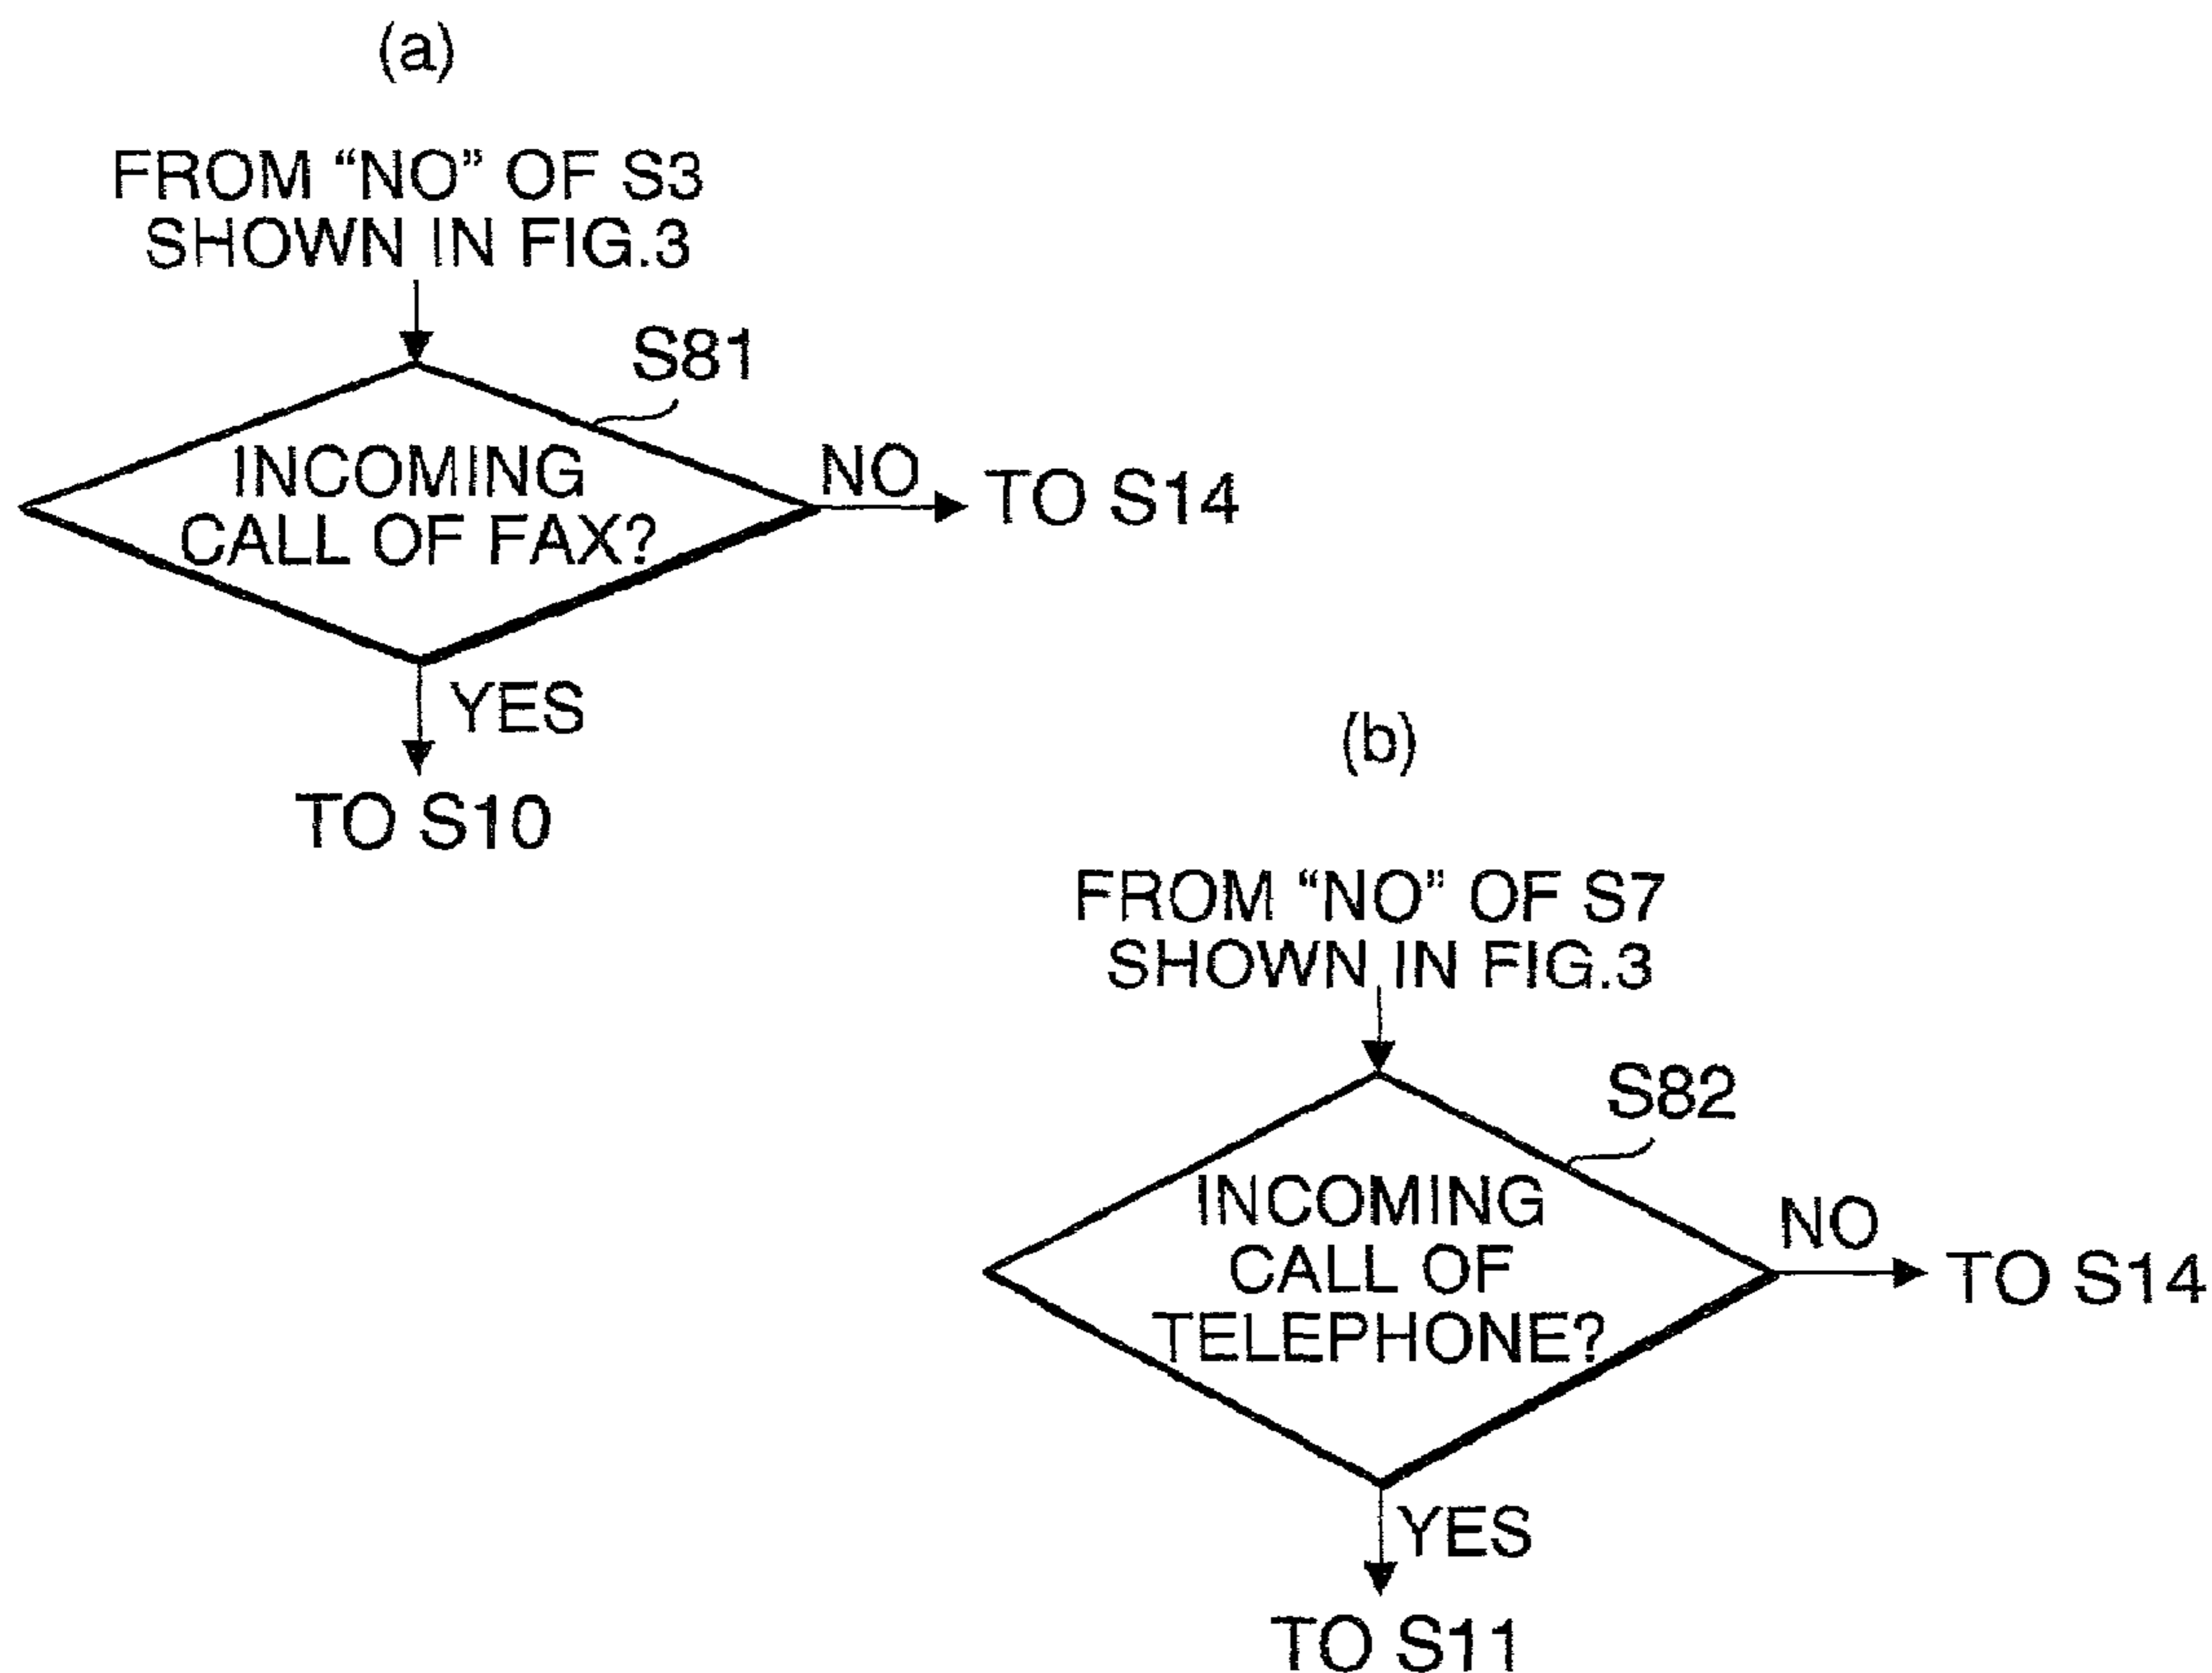 (a)
FROM “NO” OF S3
SHOWN IN FIG.3
S81
INCOMING
CALL OF FAX?
NO
TO S14
YES
TO S10
(b)
FROM “NO” OF S7
SHOWN IN FIG.3
S82
INCOMING
CALL OF
TELEPHONE?
NO
TO S14
YES
TO S11